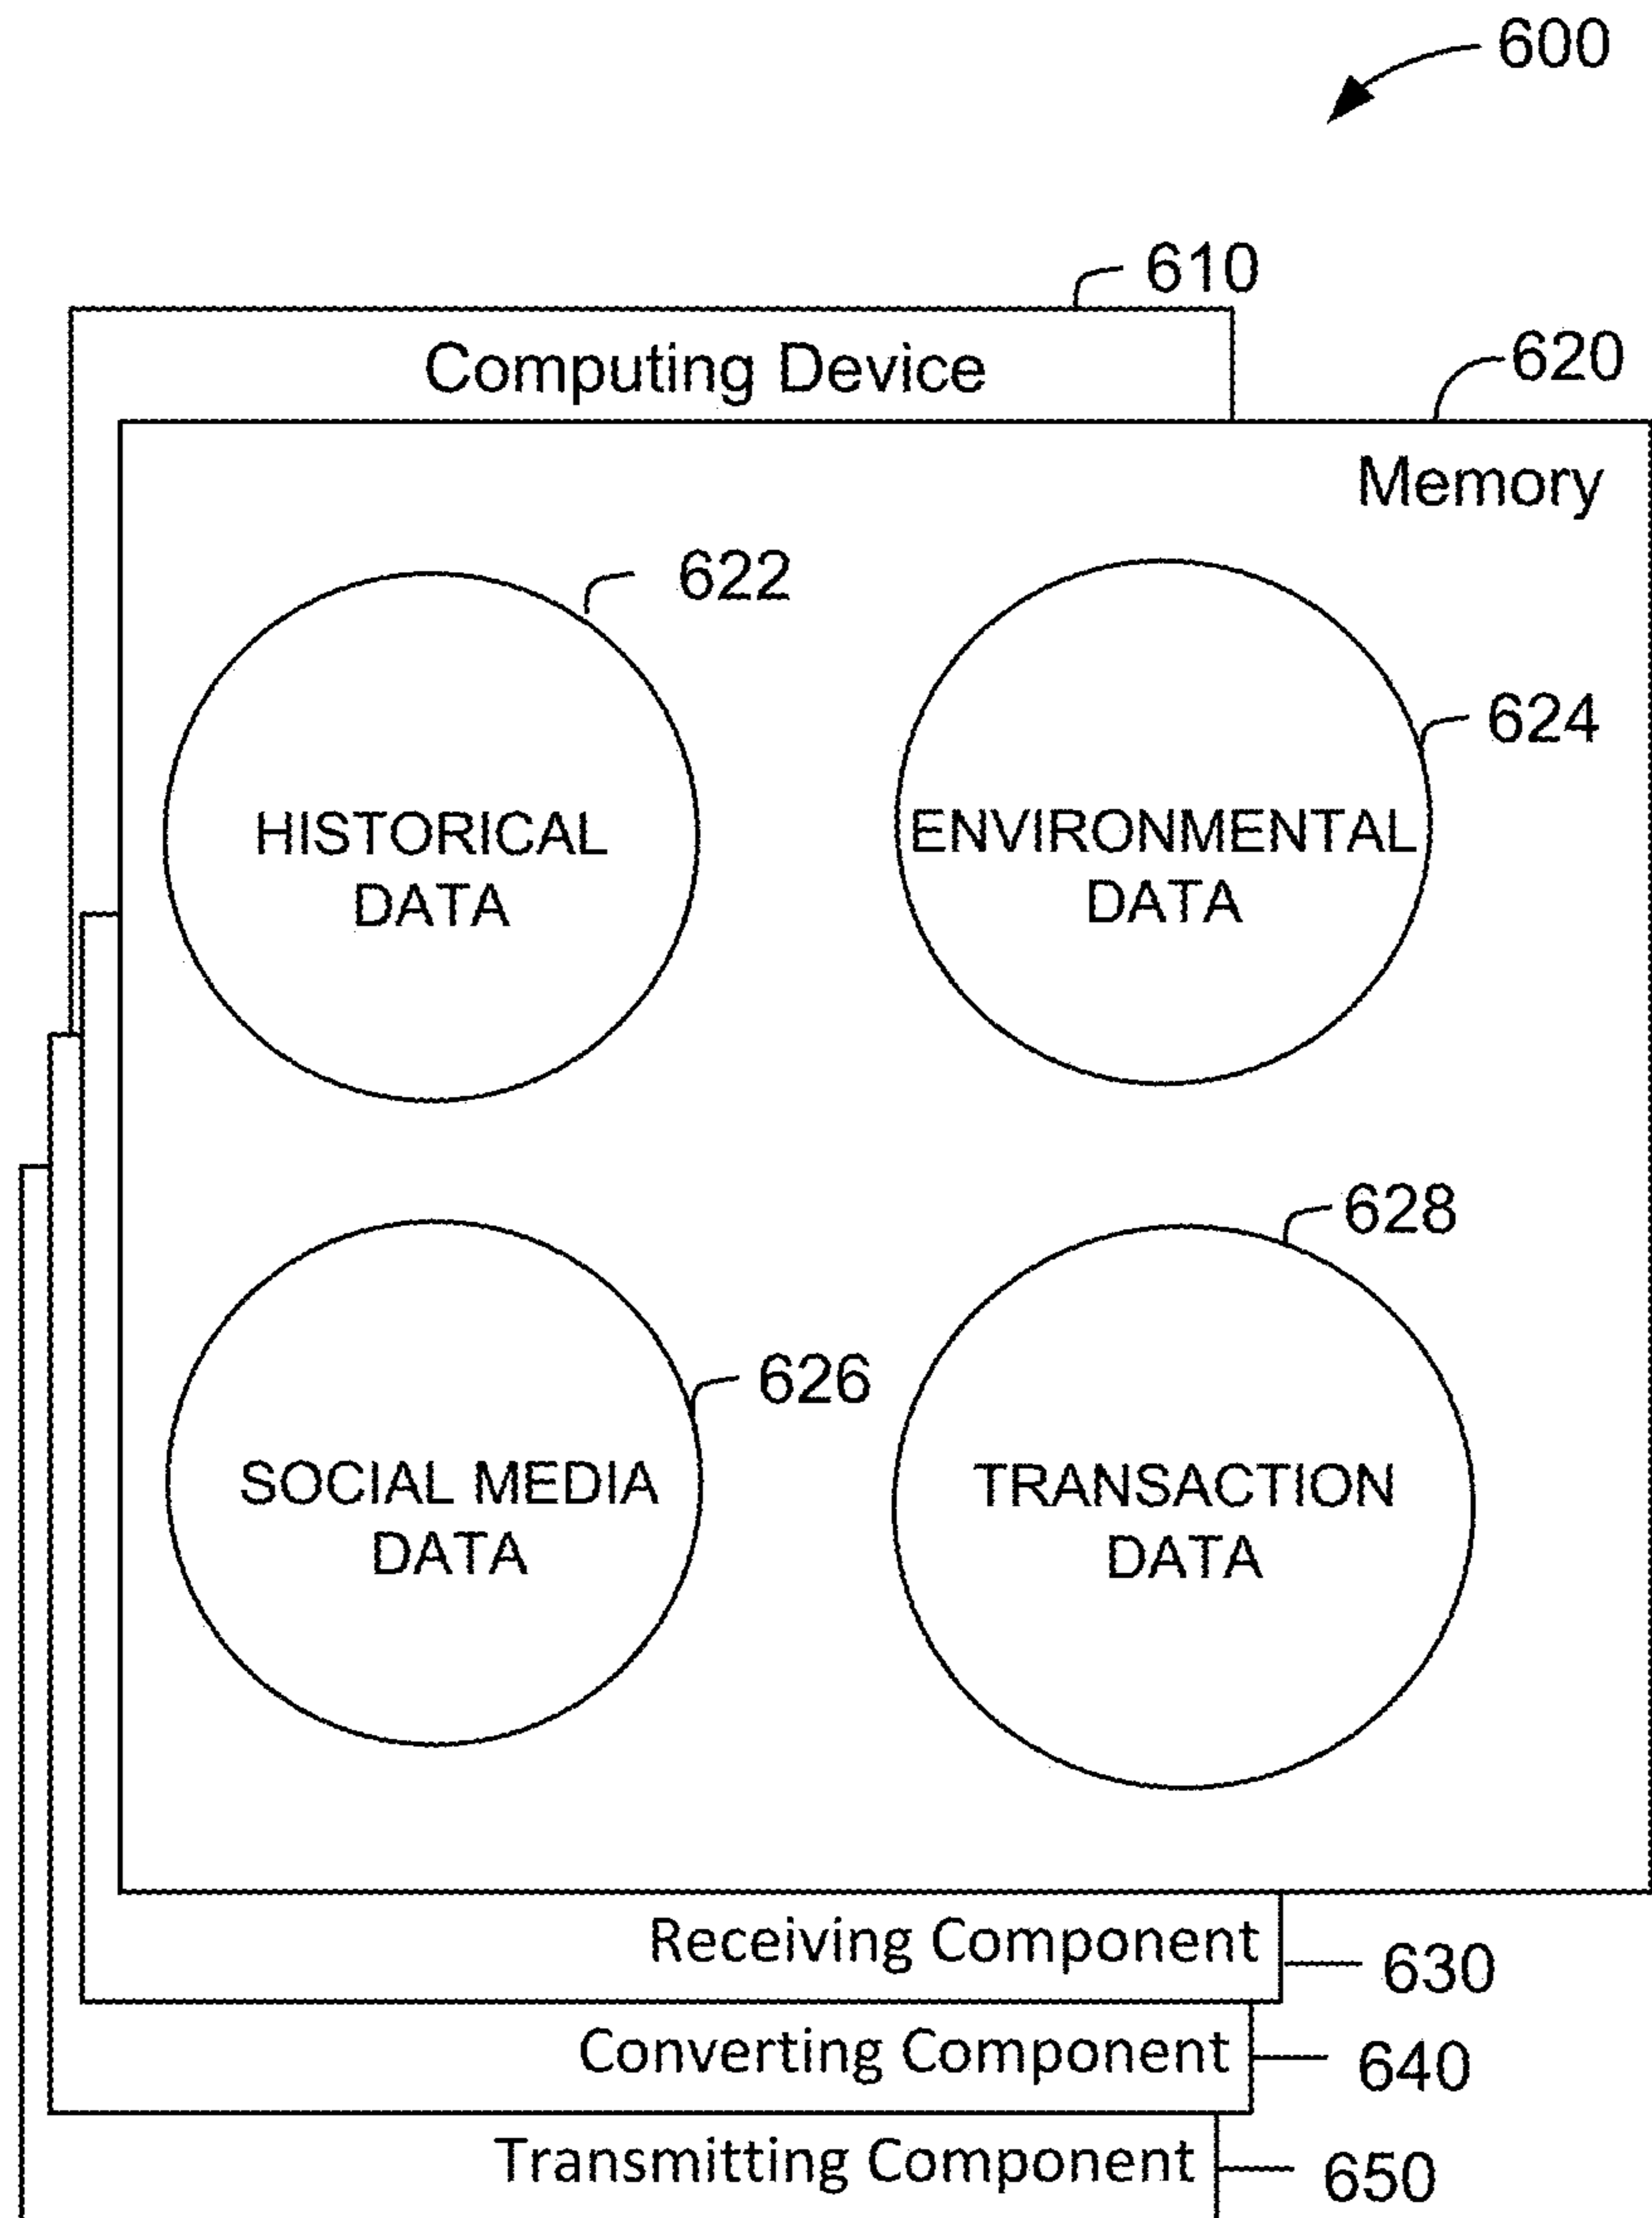 600
610
Computing Device
620
Memory
622
624
HISTORICAL
DATA
ENVIRONMENTAL
DATA
628
626
SOCIAL MEDIA
DATA
TRANSACTION
DATA
Receiving Component
630
Converting Component
640
Transmitting Component
650